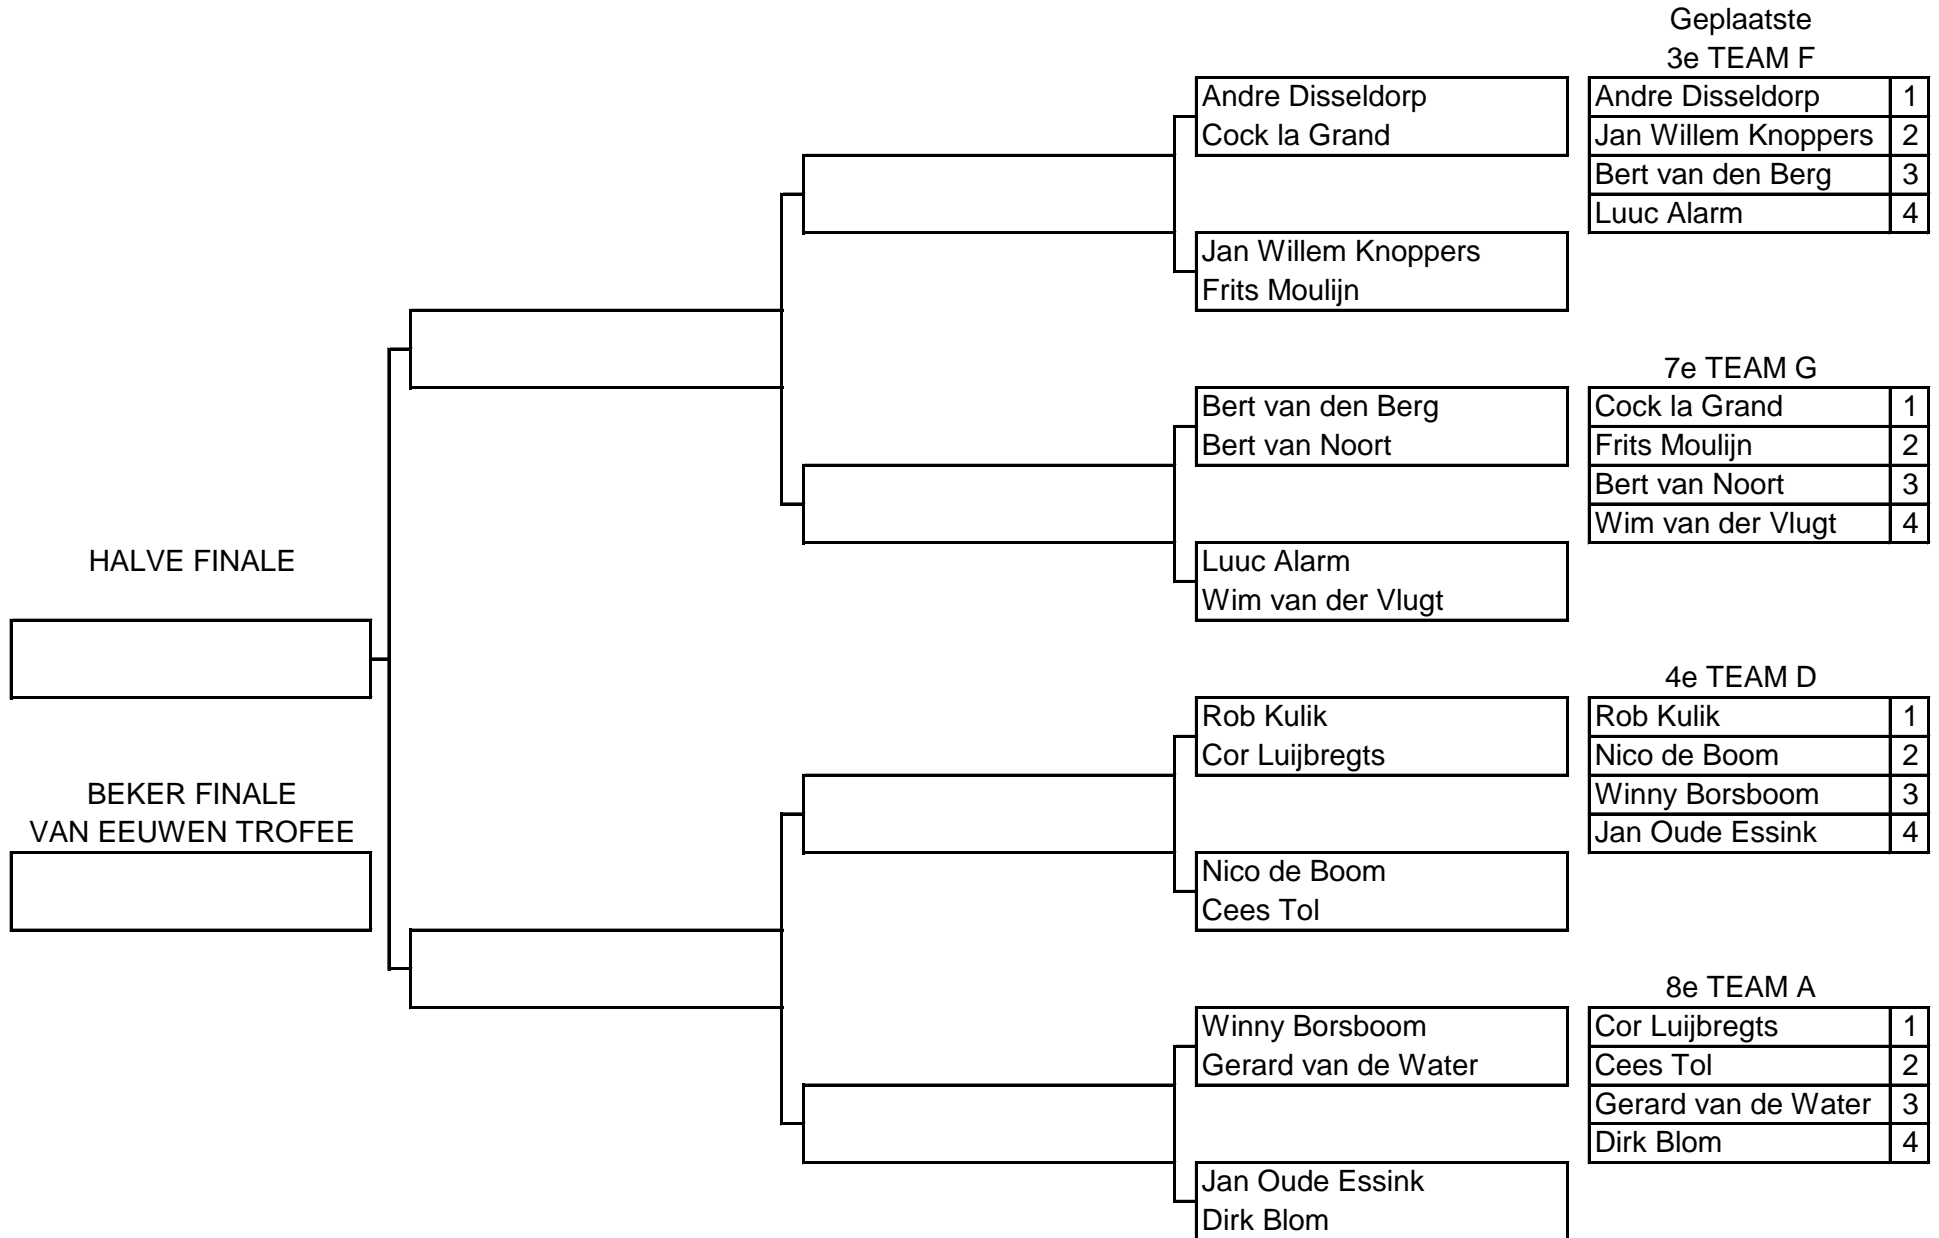 Geplaatste
3e TEAM F
Andre Disseldorp
Cock la Grand
Andre Disseldorp 1
Jan Willem Knoppers 2
Bert van den Berg 3
Luuc Alarm 4
Jan Willem Knoppers
Frits Moulijn
7e TEAM G
Bert van den Berg
Bert van Noort
Cock la Grand 1
Frits Moulijn 2
Bert van Noort 3
Wim van der Vlugt 4
HALVE FINALE
Luuc Alarm
Wim van der Vlugt
4e TEAM D
Rob Kulik
Cor Luijbregts
Rob Kulik 1
Nico de Boom 2
Winny Borsboom 3
Jan Oude Essink 4
BEKER FINALE
VAN EEUWEN TROFEE
Nico de Boom
Cees Tol
8e TEAM A
Winny Borsboom
Gerard van de Water
Cor Luijbregts 1
Cees Tol 2
Gerard van de Water 3
Dirk Blom 4
Jan Oude Essink
Dirk Blom